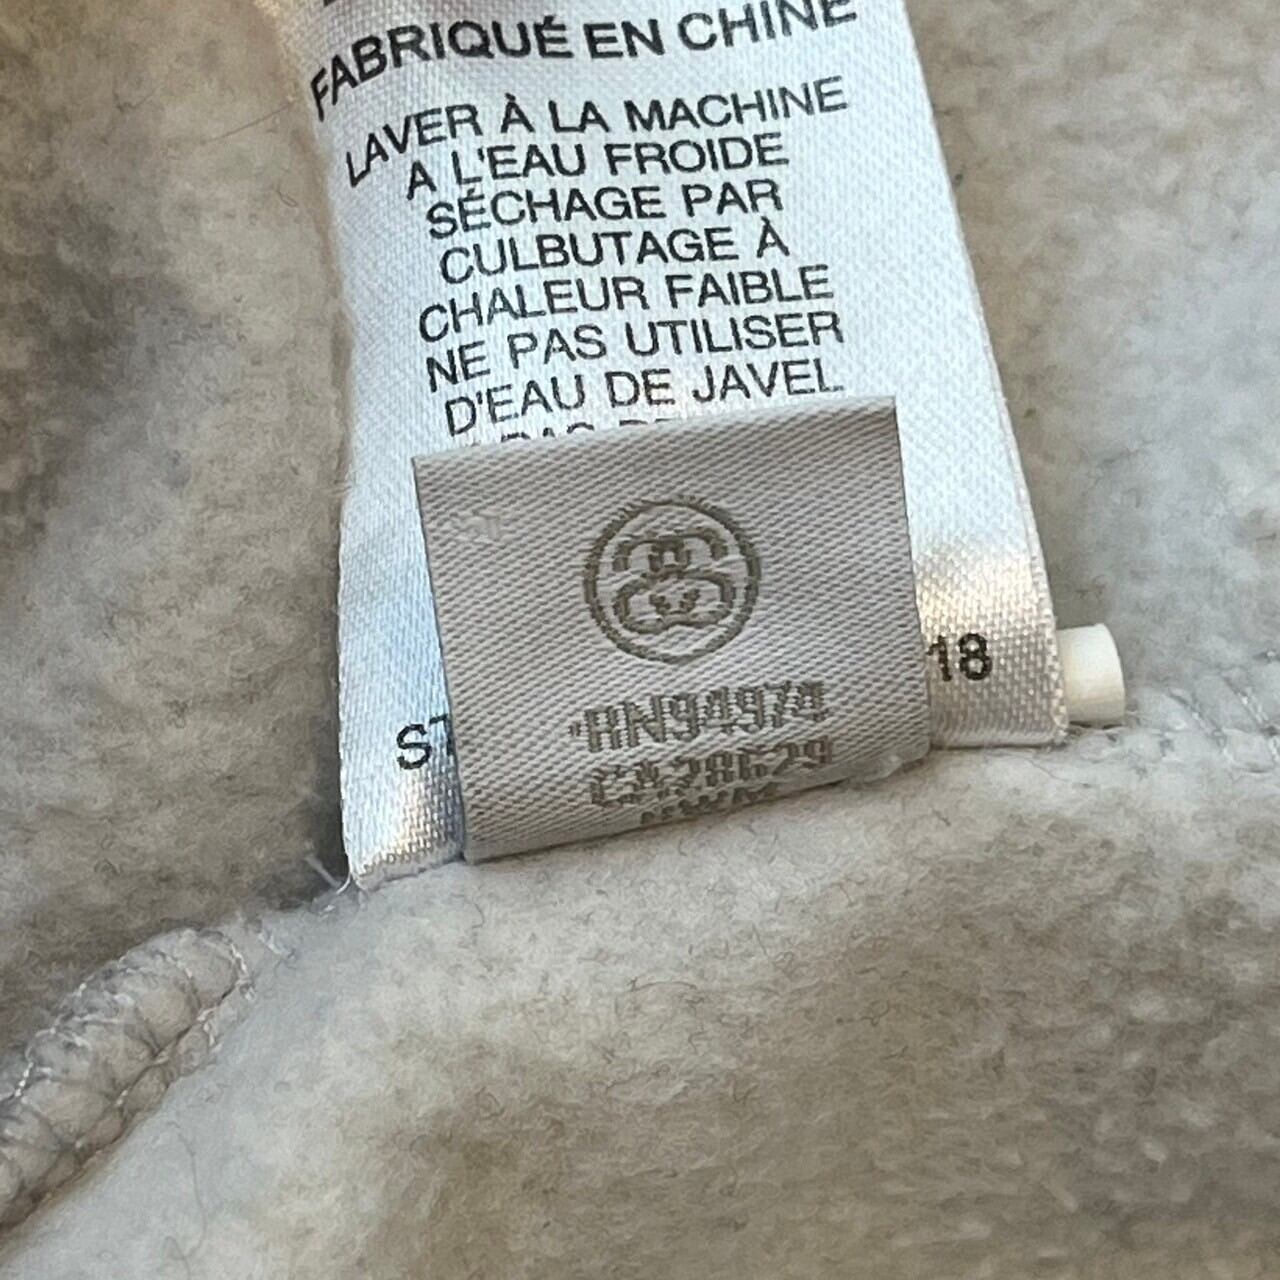 FABRIQUÉ EN CHINE
LAVER À LA MACHINE
A L'EAU FROIDE
SÉCHAGE PAR
CULBUTAGE À
CHALEUR FAIBLE
NE PAS UTILISER
D'EAU DE JAVEL
RN94974
CA28629
ST
18